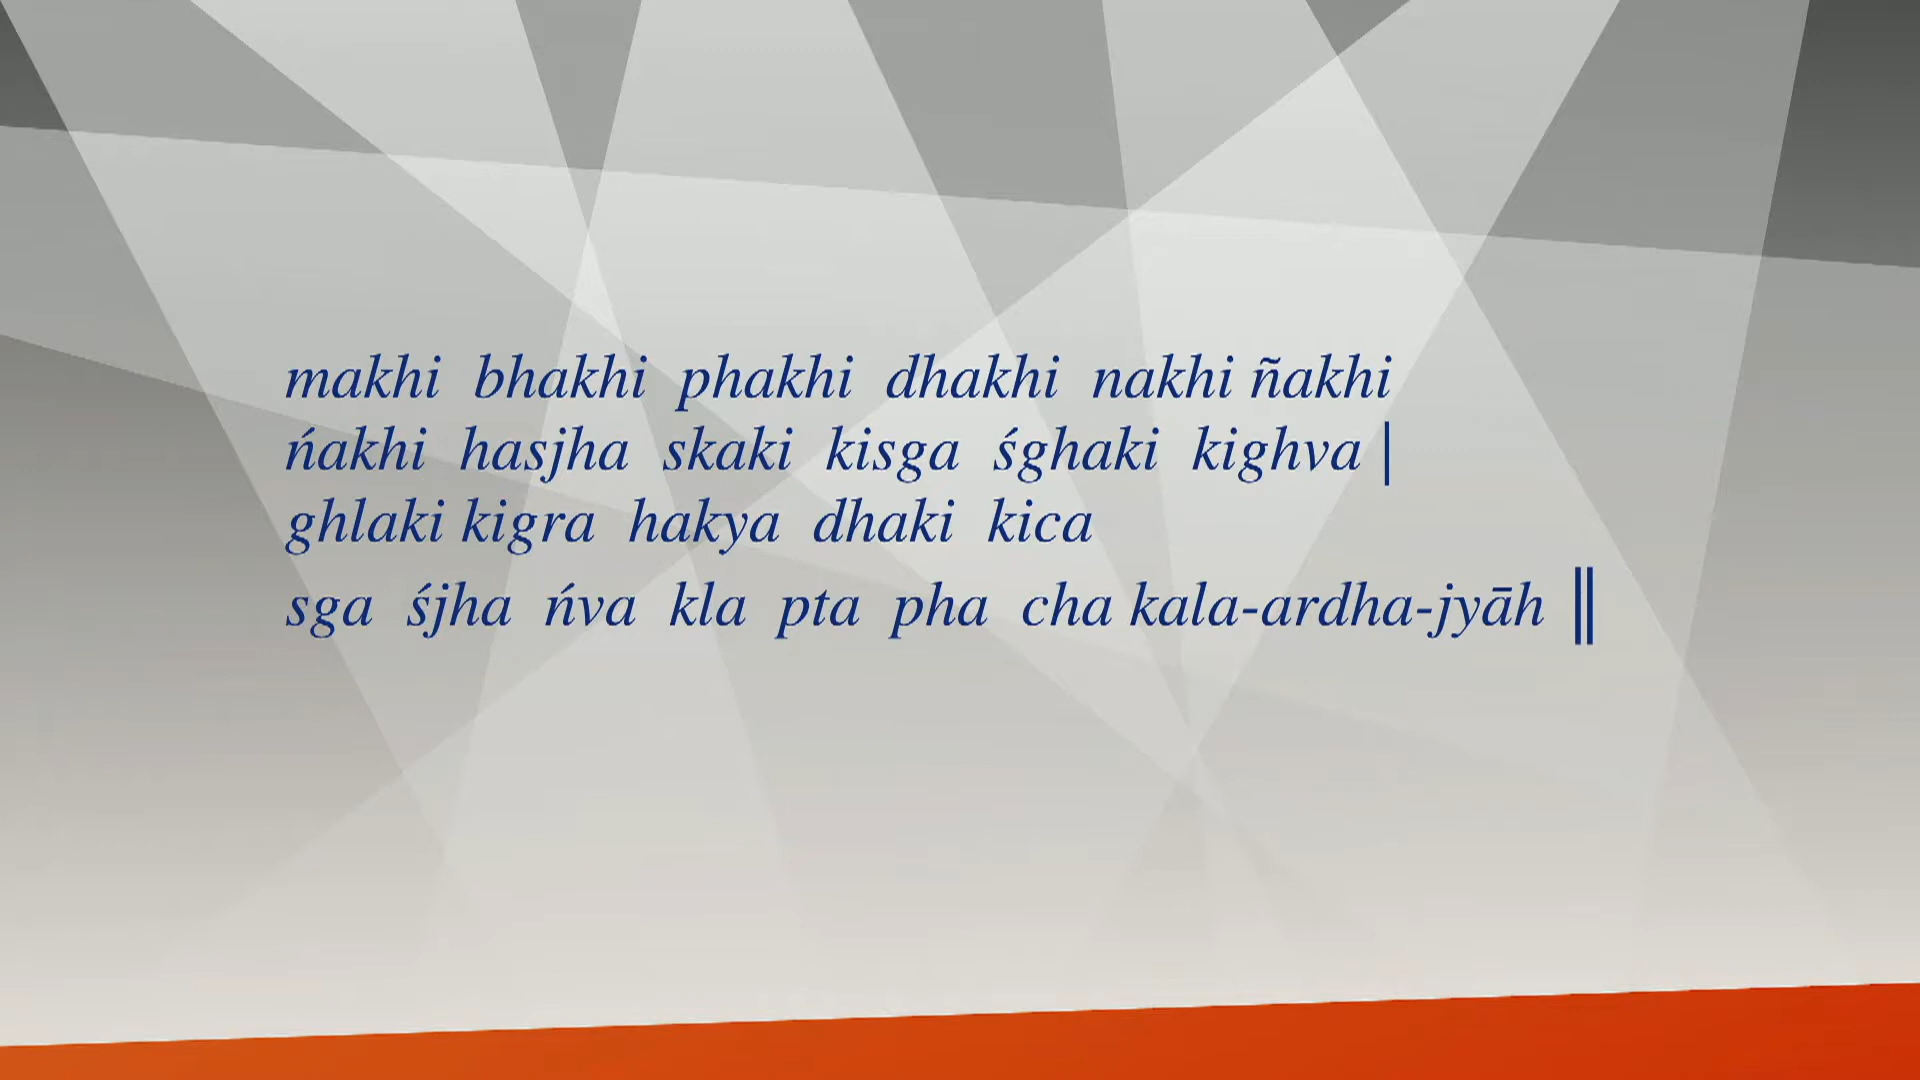 makhi bhakhi phakhi dhakhi nakhi ñakhi
ńakhi hasjha skaki kisga śghaki kighva |
ghlaki kigra hakya dhaki kica
sga śjha ńva kla pta pha cha kala-ardha-jyāh ||